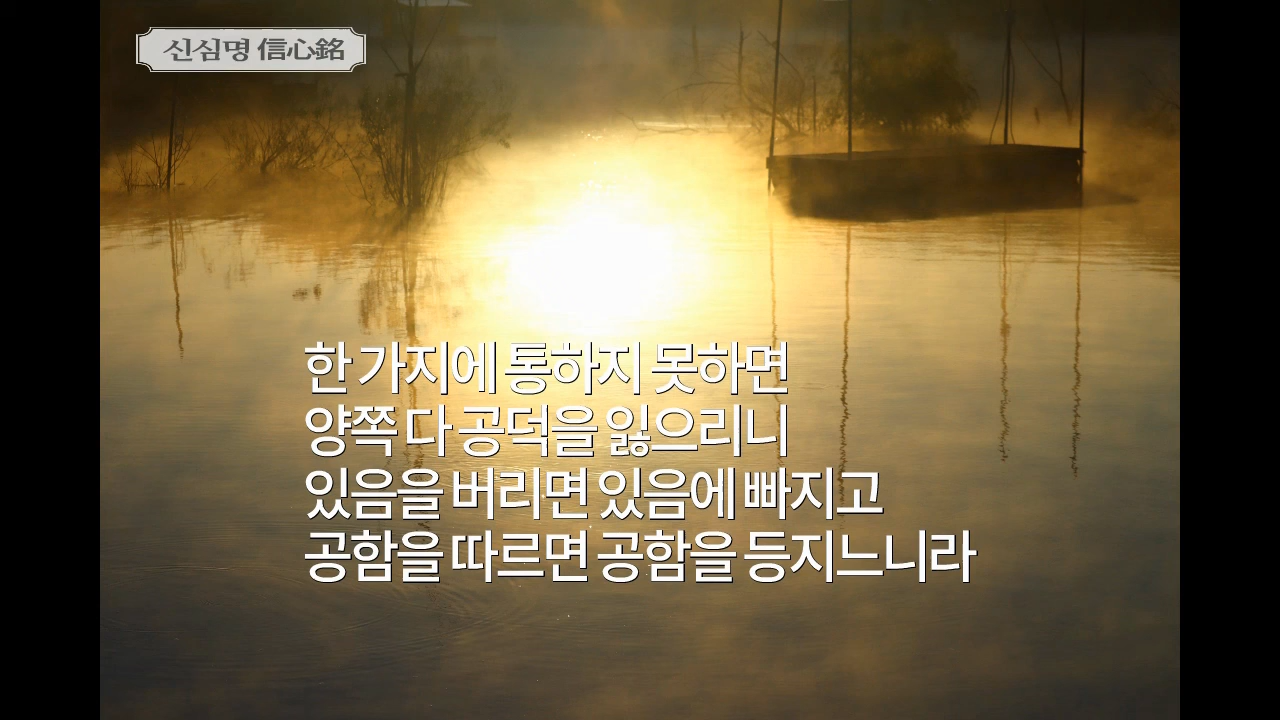 신심명 信心銘
한 가지에 통하지 못하면
양쪽 다 공덕을 잃으리니
있음을 버리면 있음에 빠지고
공함을 따르면 공함을 등지느니라